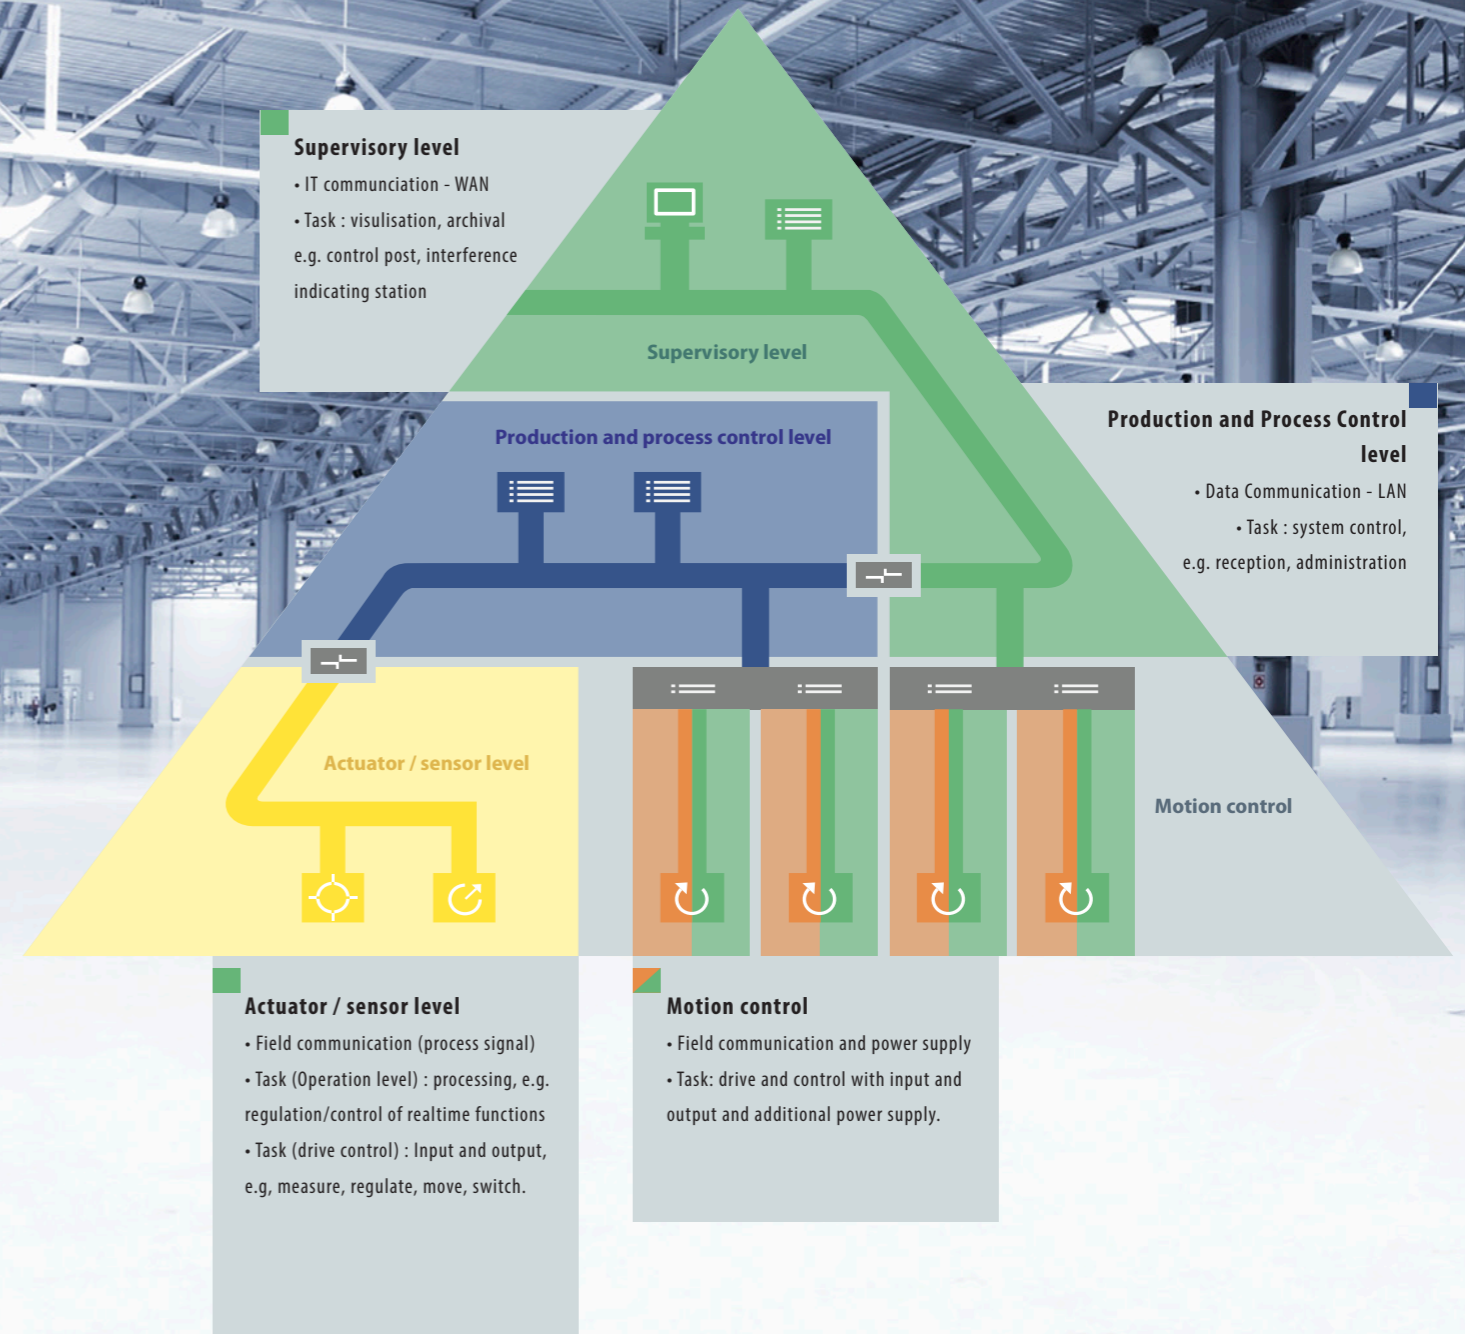 Supervisory level
• IT communciation - WAN
• Task : visulisation, archival
e.g. control post, interference
indicating station
Supervisory level
Production and process control level
Production and Process Control
level
• Data Communication - LAN
• Task : system control,
e.g. reception, administration
Actuator / sensor level
Motion control
Actuator / sensor level
• Field communication (process signal)
• Task (Operation level) : processing, e.g.
regulation/control of realtime functions
• Task (drive control) : Input and output,
e.g, measure, regulate, move, switch.
Motion control
• Field communication and power supply
• Task: drive and control with input and
output and additional power supply.